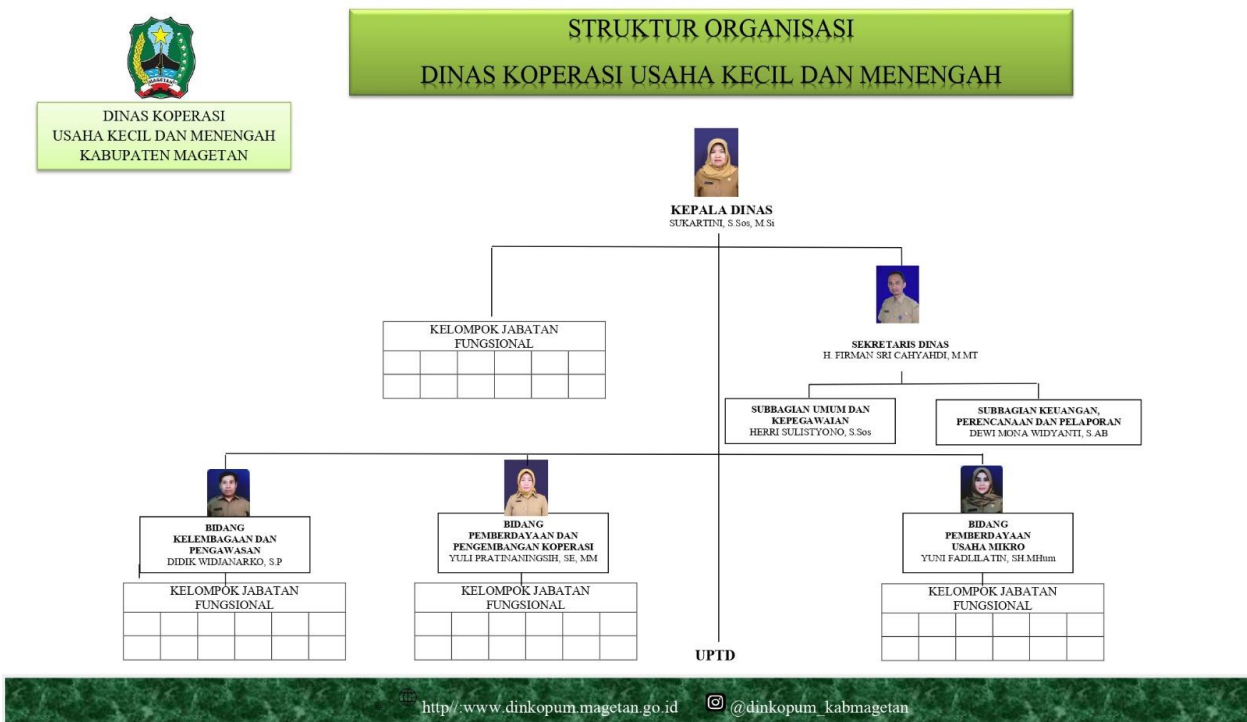 STRUKTUR ORGANISASI
DINAS KOPERASI USAHA KECIL DAN MENENGAH
MAGETAN
DINAS KOPERASI
USAHA KECIL DAN MENENGAH
KABUPATEN MAGETAN
KEPALA DINAS
SUKARTINI, S.Sos, M.Si
KELOMPOK JABATAN
FUNGSIONAL
SEKRETARIS DINAS
H. FIRMAN SRI CAHYAHDI, M.MT
SUBBAGIAN UMUM DAN
KEPEGAWAIAN
HERRI SULISTYONO, S.Sos
SUBBAGIAN KEUANGAN,
PERENCANAAN DAN PELAPORAN
DEWI MONA WIDYANTI, S.AB
BIDANG
KELEMBAGAAN DAN
PENGAWASAN
DIDIK WIDJANARKO, S.P
BIDANG
PEMBERDAYAAN DAN
PENGEMBANGAN KOPERASI
YULI PRATINANINGSIH, SE, MM
BIDANG
PEMBERDAYAAN
USAHA MIKRO
YUNI FADLILATIN, SH.MHum
KELOMPOK JABATAN
FUNGSIONAL
KELOMPOK JABATAN
FUNGSIONAL
KELOMPOK JABATAN
FUNGSIONAL
UPTD
http//:www.dinkopum.magetan.go.id
@dinkopum_kabmagetan